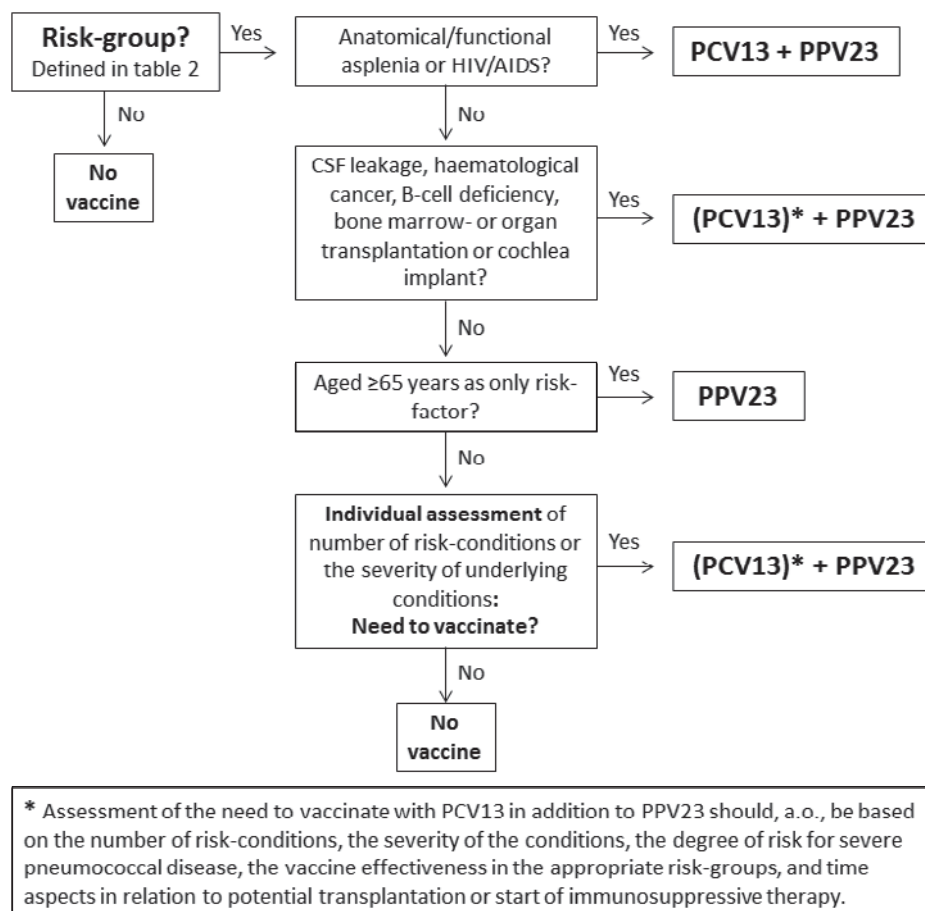 Risk-group?
Defined in table 2
Yes
Anatomical/functional
asplenia or HIV/AIDS?
Yes
PCV13 + PPV23
No
No
vaccine
No
CSF leakage, haematological
cancer, B-cell deficiency,
bone marrow- or organ
transplantation or cochlea
implant?
Yes
(PCV13)* + PPV23
No
Aged ≥65 years as only risk-
factor?
Yes
PPV23
No
Individual assessment of
number of risk-conditions or
the severity of underlying
conditions:
Need to vaccinate?
Yes
(PCV13)* + PPV23
No
No
vaccine
* Assessment of the need to vaccinate with PCV13 in addition to PPV23 should, a.o., be based
on the number of risk-conditions, the severity of the conditions, the degree of risk for severe
pneumococcal disease, the vaccine effectiveness in the appropriate risk-groups, and time
aspects in relation to potential transplantation or start of immunosuppressive therapy.